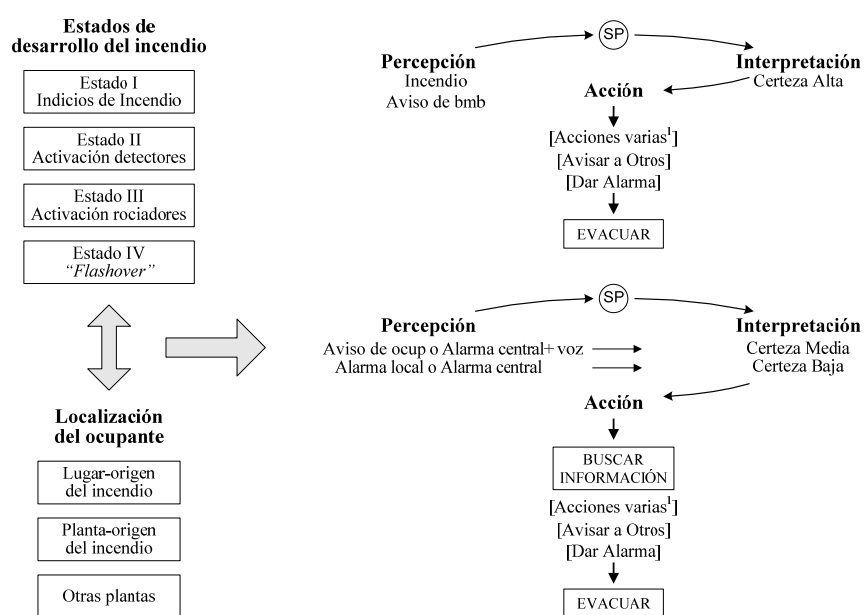 Estados de
desarrollo del incendio
Estado I
Indicios de Incendio
Estado II
Activación detectores
Estado III
Activación rociadores
Estado IV
“Flashover”
Localización
del ocupante
Lugar-origen
del incendio
Planta-origen
del incendio
Otras plantas
SP
Percepción
Incendio
Aviso de bmb
Interpretación
Certeza Alta
Acción
[Acciones varias¹]
[Avisar a Otros]
[Dar Alarma]
EVACUAR
SP
Percepción
Aviso de ocup o Alarma central+ voz
Alarma local o Alarma central
Interpretación
Certeza Media
Certeza Baja
Acción
BUSCAR
INFORMACIÓN
[Acciones varias¹]
[Avisar a Otros]
[Dar Alarma]
EVACUAR